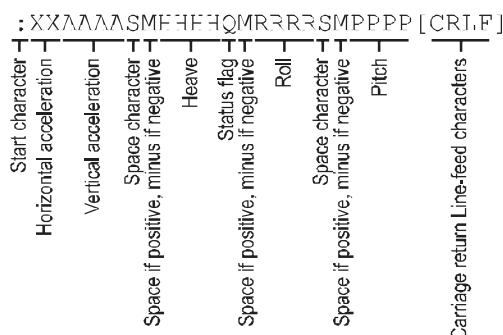 :XXAAAASMHHHHQMRRRRSMPPPP[CRLF]
Start character
Horizontal acceleration
Vertical acceleration
Space character
Space if positive, minus if negative
Heave
Status flag
Space if positive, minus if negative
Roll
Space character
Space if positive, minus if negative
Pitch
Carriage return Line-feed characters